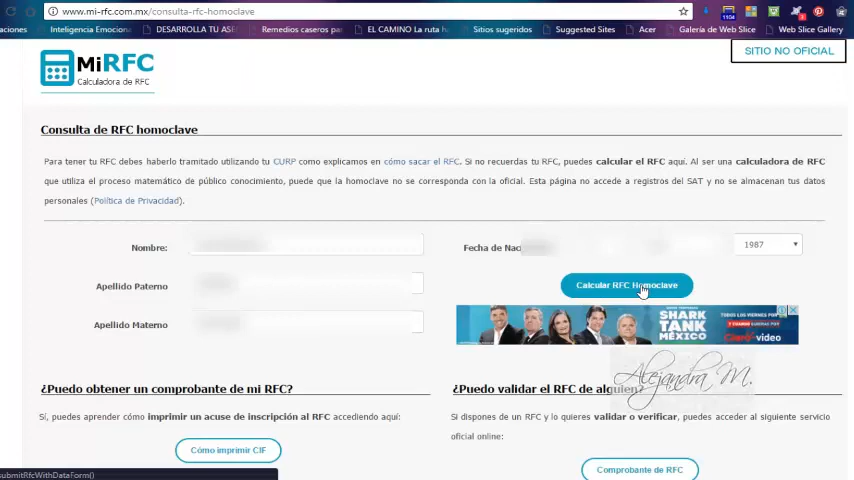 www.mi-rfc.com.mx/consulta-rfc-homoclave
1104
3
aciones
Inteligencia Emociona
DESARROLLA TU ASE
Remedios caseros par
EL CAMINO La ruta h
Sitios sugeridos
Suggested Sites
Acer
Galería de Web Slice
Web Slice Gallery
MiRFC
Calculadora de RFC
SITIO NO OFICIAL
Consulta de RFC homoclave
Para tener tu RFC debes haberlo tramitado utilizando tu CURP como explicamos en cómo sacar el RFC. Si no recuerdas tu RFC, puedes calcular el RFC aquí. Al ser una calculadora de RFC
que utiliza el proceso matemático de público conocimiento, puede que la homoclave no se corresponda con la oficial. Esta página no accede a registros del SAT y no se almacenan tus datos
personales (Política de Privacidad).
Nombre:
Fecha de Nac
1987
Apellido Paterno
Calcular RFC Homoclave
Apellido Materno
SHARK TANK MÉXICO
TODOS LOS VIERNES POR
Claro video
Alejandra M.
¿Puedo obtener un comprobante de mi RFC?
¿Puedo validar el RFC de alguien?
Sí, puedes aprender cómo imprimir un acuse de inscripción al RFC accediendo aquí:
Si dispones de un RFC y lo quieres validar o verificar, puedes acceder al siguiente servicio
oficial online:
Cómo imprimir CIF
Comprobante de RFC
submitRfcWithDataForm()